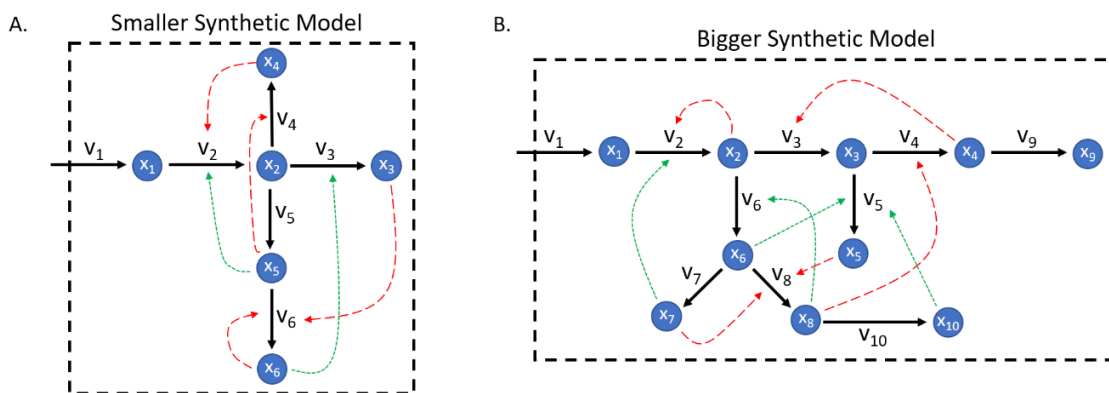 A.
Smaller Synthetic Model
x4
v4
v1
v2
v3
x1
x2
x3
v5
x5
v6
x6
B.
Bigger Synthetic Model
v1
v2
v3
v4
v9
x1
x2
x3
x4
x9
v6
v5
x6
x5
v7
v8
x7
x8
x10
v10